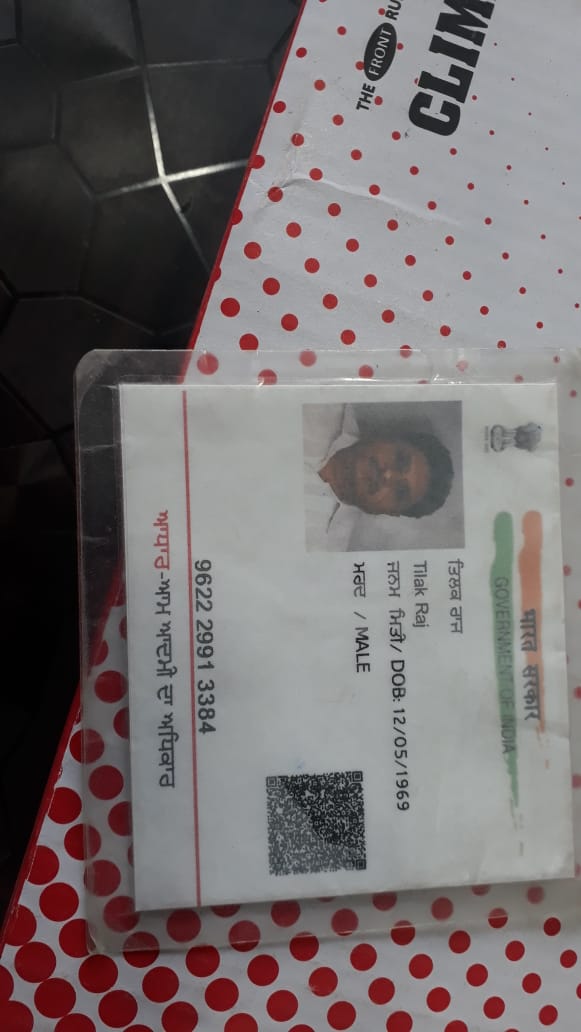 THE FRONT RU
CLIM
भारत सरकार
GOVERNMENT OF INDIA
ਤਿਲਕ ਰਾਜ
Tilak Raj
ਜਨਮ ਮਿਤੀ/ DOB: 12/05/1969
ਮਰਦ / MALE
9622 2991 3384
ਆਧਾਰ-ਆਮ ਆਦਮੀ ਦਾ ਅਧਿਕਾਰ